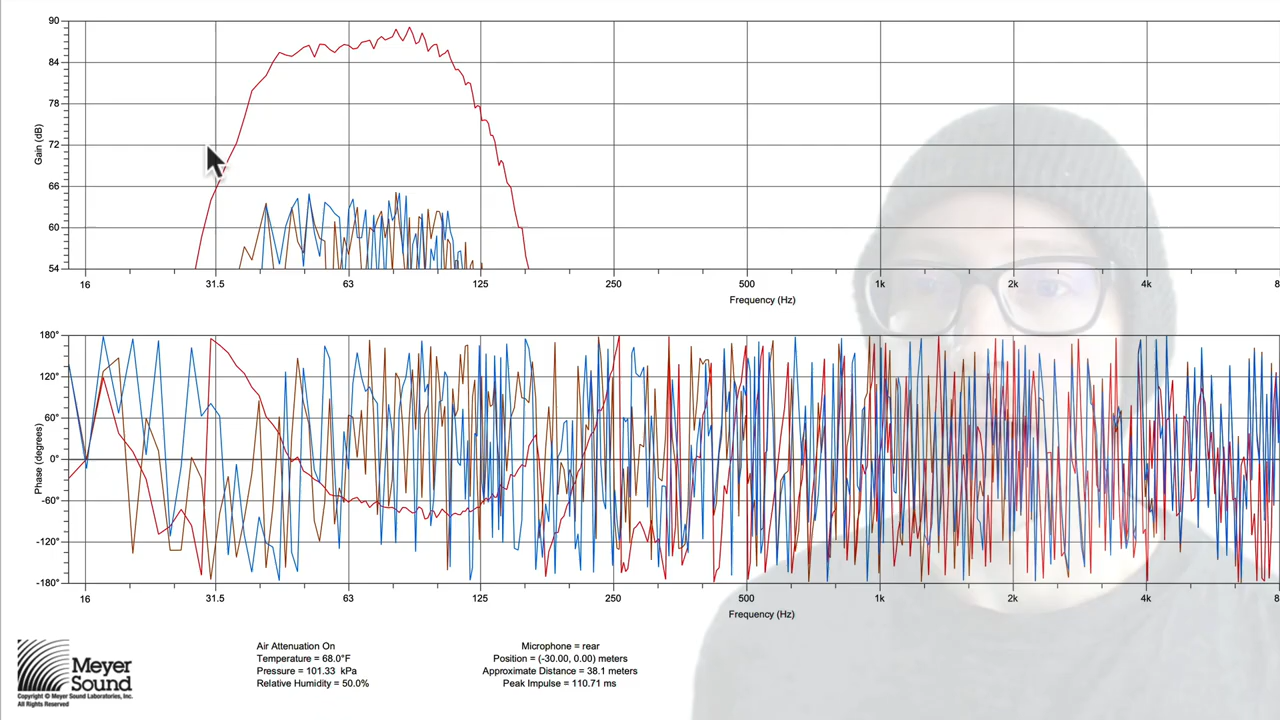 90
84
78
72
66
60
54
Gain (dB)
16 31.5 63 125 250 500 1k 2k 4k 8
Frequency (Hz)
180°
120°
60°
0°
-60°
-120°
-180°
Phase (degrees)
16 31.5 63 125 250 500 1k 2k 4k 8
Frequency (Hz)
Meyer
Sound
Copyright © Meyer Sound Laboratories, Inc.
All Rights Reserved
Air Attenuation On
Temperature = 68.0°F
Pressure = 101.33 kPa
Relative Humidity = 50.0%
Microphone = rear
Position = (-30.00, 0.00) meters
Approximate Distance = 38.1 meters
Peak Impulse = 110.71 ms